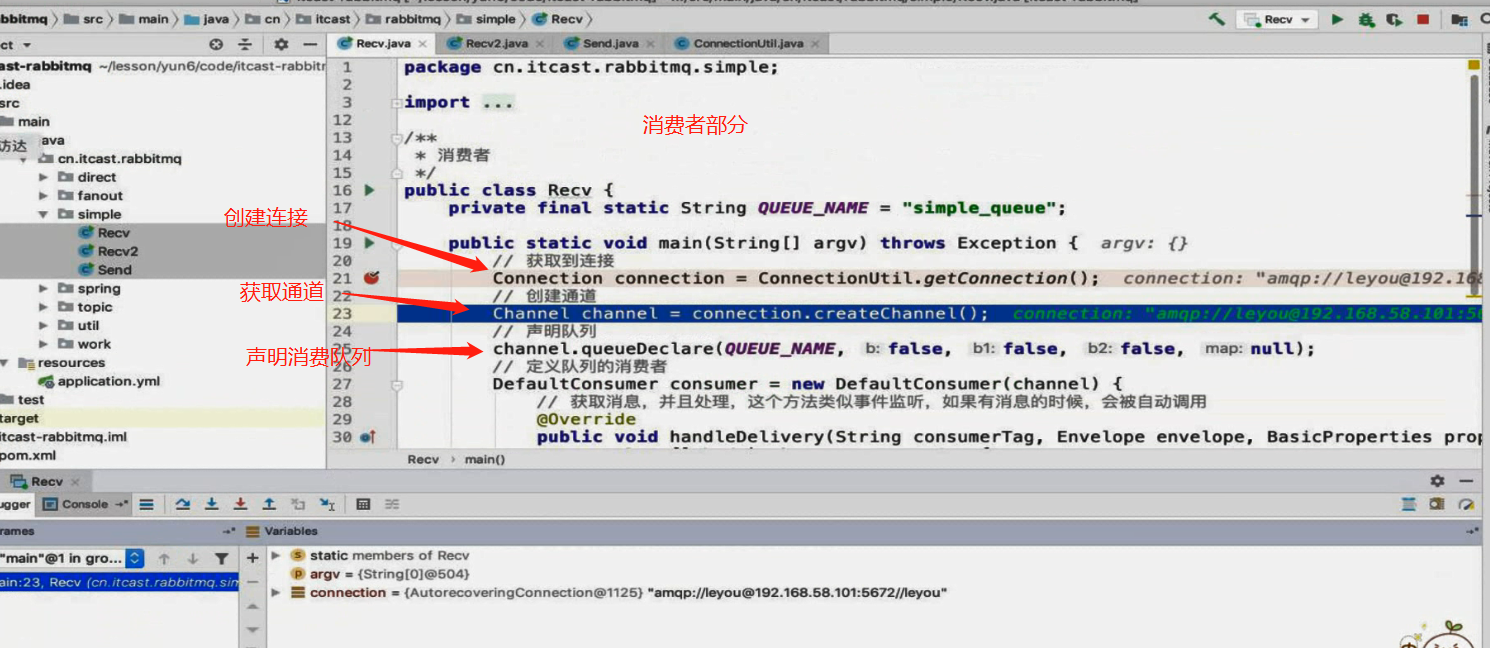 bbmq src main java cn itcast rabbitmq simple Recv
Recv
ct
Recv.java Recv2.java Send.java ConnectionUtil.java
ast-rabbitmq ~/lesson/yun6/code/itcast-rabbitr
.idea
src
main
ava
访达
cn.itcast.rabbitmq
direct
fanout
simple
Recv
Recv2
Send
spring
topic
util
work
resources
application.yml
test
target
itcast-rabbitmq.iml
pom.xml
消费者部分
创建连接
获取通道
声明消费队列
1 package cn.itcast.rabbitmq.simple;
2
3 import ...
12
13 /**
14 * 消费者
15 */
16 public class Recv {
17 private final static String QUEUE_NAME = "simple_queue";
18
19 public static void main(String[] argv) throws Exception { argv: {}
20 // 获取到连接
21 Connection connection = ConnectionUtil.getConnection(); connection: "amqp://leyou@192.168
22 // 创建通道
23 Channel channel = connection.createChannel(); connection: "amqp://leyou@192.168.58.101:56
24 // 声明队列
25 channel.queueDeclare(QUEUE_NAME, b: false, b1: false, b2: false, map: null);
26 // 定义队列的消费者
27 DefaultConsumer consumer = new DefaultConsumer(channel) {
28 // 获取消息，并且处理，这个方法类似事件监听，如果有消息的时候，会被自动调用
29 @Override
30 public void handleDelivery(String consumerTag, Envelope envelope, BasicProperties prop
Recv main()
Recv
ugger Console
rames Variables
"main"@1 in gro...
ain:23, Recv (cn.itcast.rabbitmq.sim
static members of Recv
argv = {String[0]@504}
connection = {AutorecoveringConnection@1125} "amqp://leyou@192.168.58.101:5672//leyou"